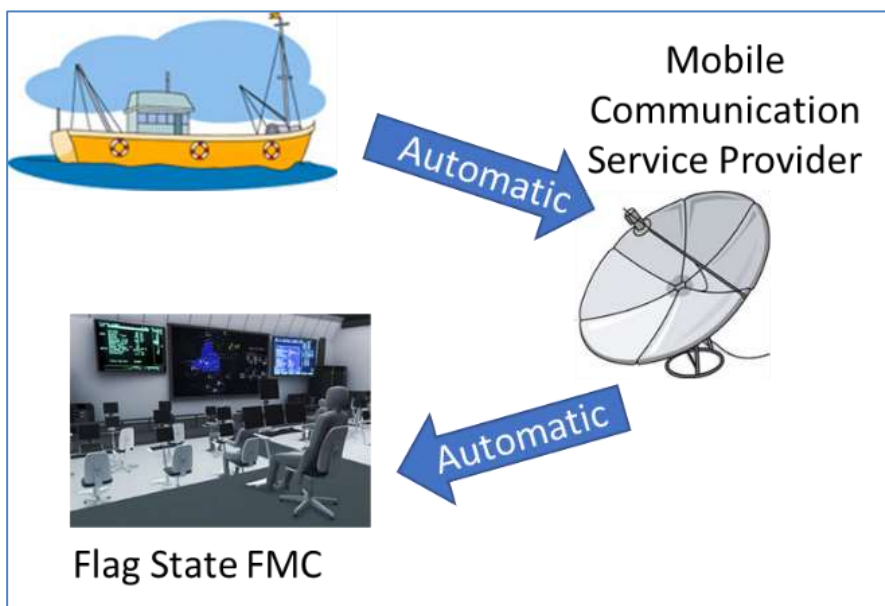 Mobile
Communication
Service Provider
Automatic
Automatic
Flag State FMC